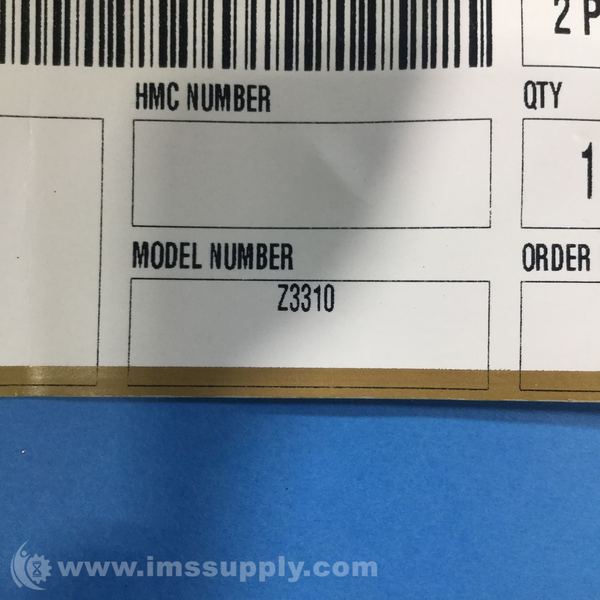 2 P
HMC NUMBER
QTY
1
MODEL NUMBER
ORDER
Z3310
www.imssupply.com